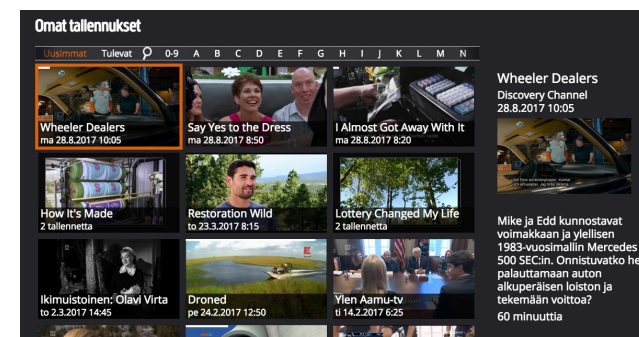 Omat tallennukset
Uusimmat Tulevat 0-9 A B C D E F G H I J K L M N
Wheeler Dealers
ma 28.8.2017 10:05
Say Yes to the Dress
ma 28.8.2017 8:50
I Almost Got Away With It
ma 28.8.2017 8:20
How It's Made
2 tallennetta
Restoration Wild
to 23.3.2017 8:15
Lottery Changed My Life
2 tallennetta
Ikimuistoinen: Olavi Virta
to 2.3.2017 14:45
Droned
pe 24.2.2017 12:50
Ylen Aamu-tv
ti 14.2.2017 6:25
Wheeler Dealers
Discovery Channel
28.8.2017 10:05
Mike ja Edd kunnostavat
voimakkaan ja ylellisen
1983-vuosimallin Mercedes
500 SEC:in. Onnistuvatko he
palauttamaan auton
alkuperäisen loiston ja
tekemään voittoa?
60 minuuttia